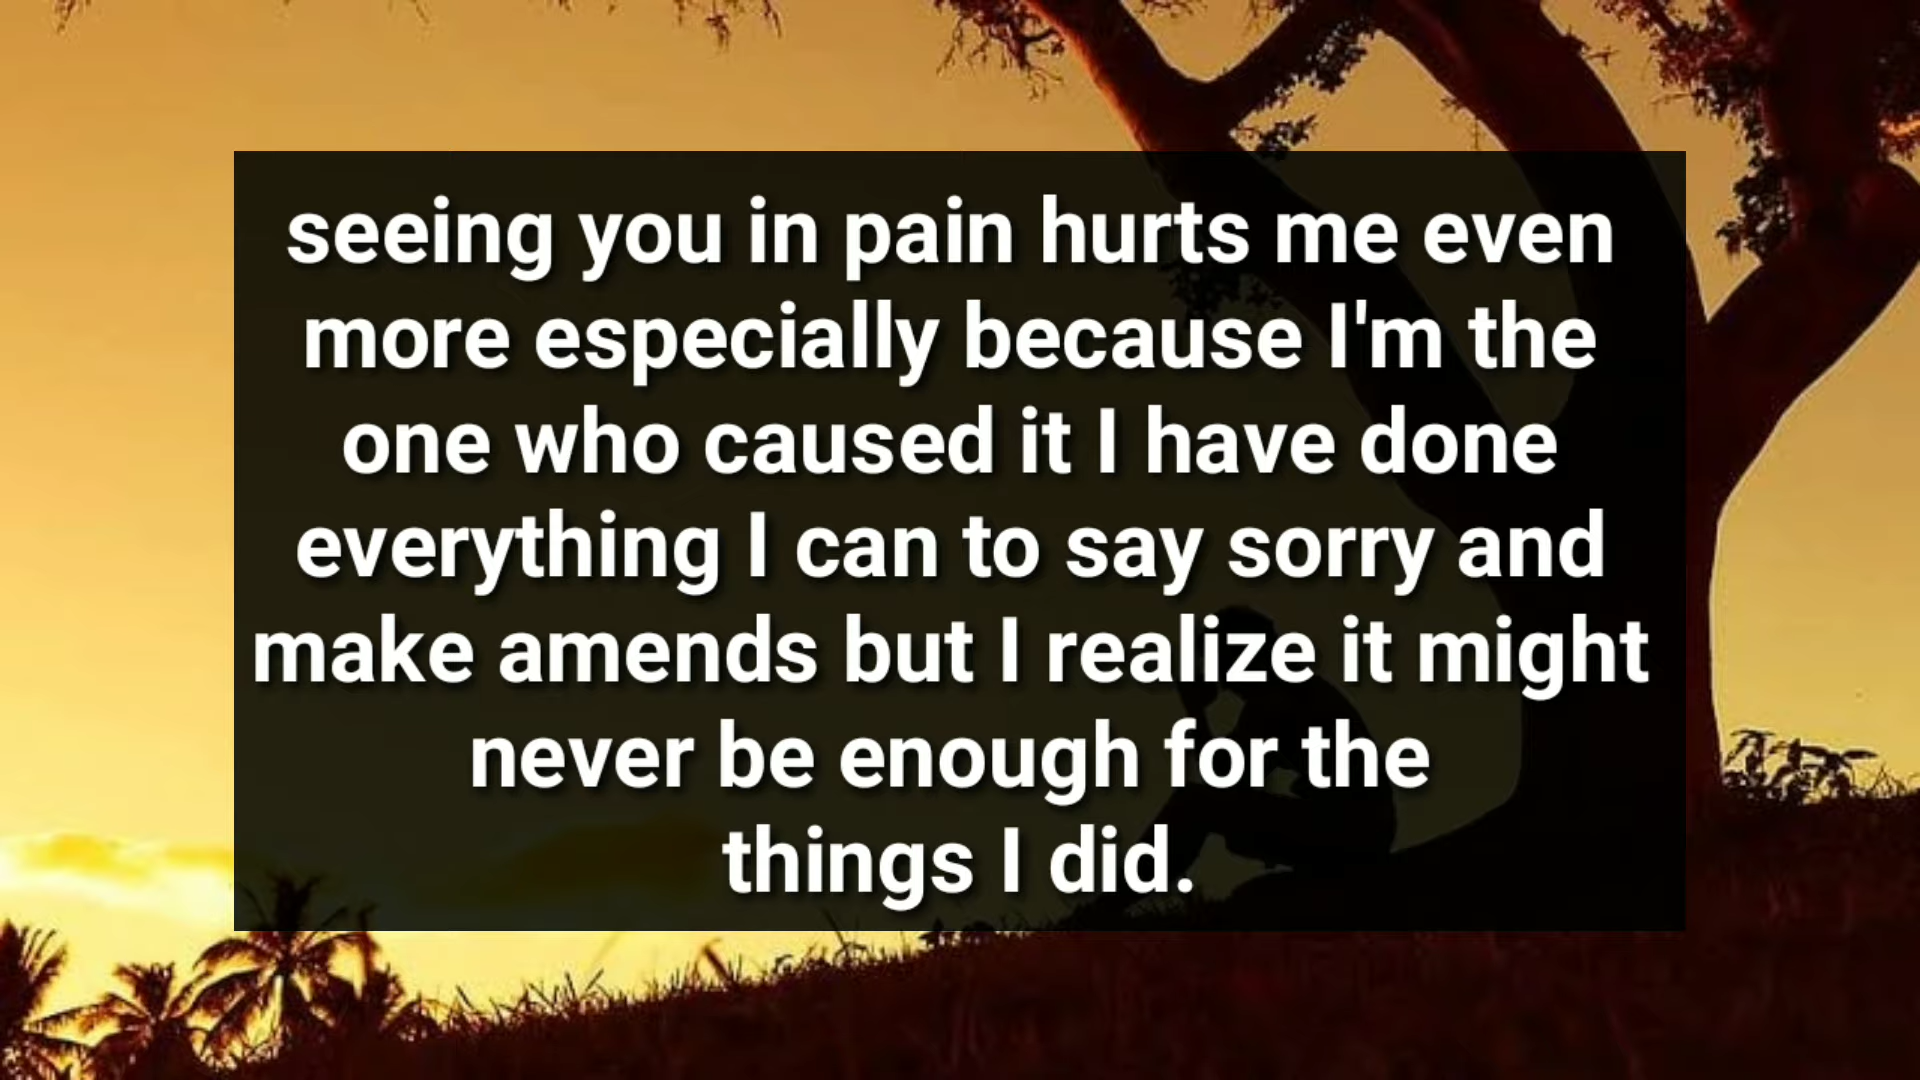 seeing you in pain hurts me even
more especially because I'm the
one who caused it I have done
everything I can to say sorry and
make amends but I realize it might
never be enough for the
things I did.